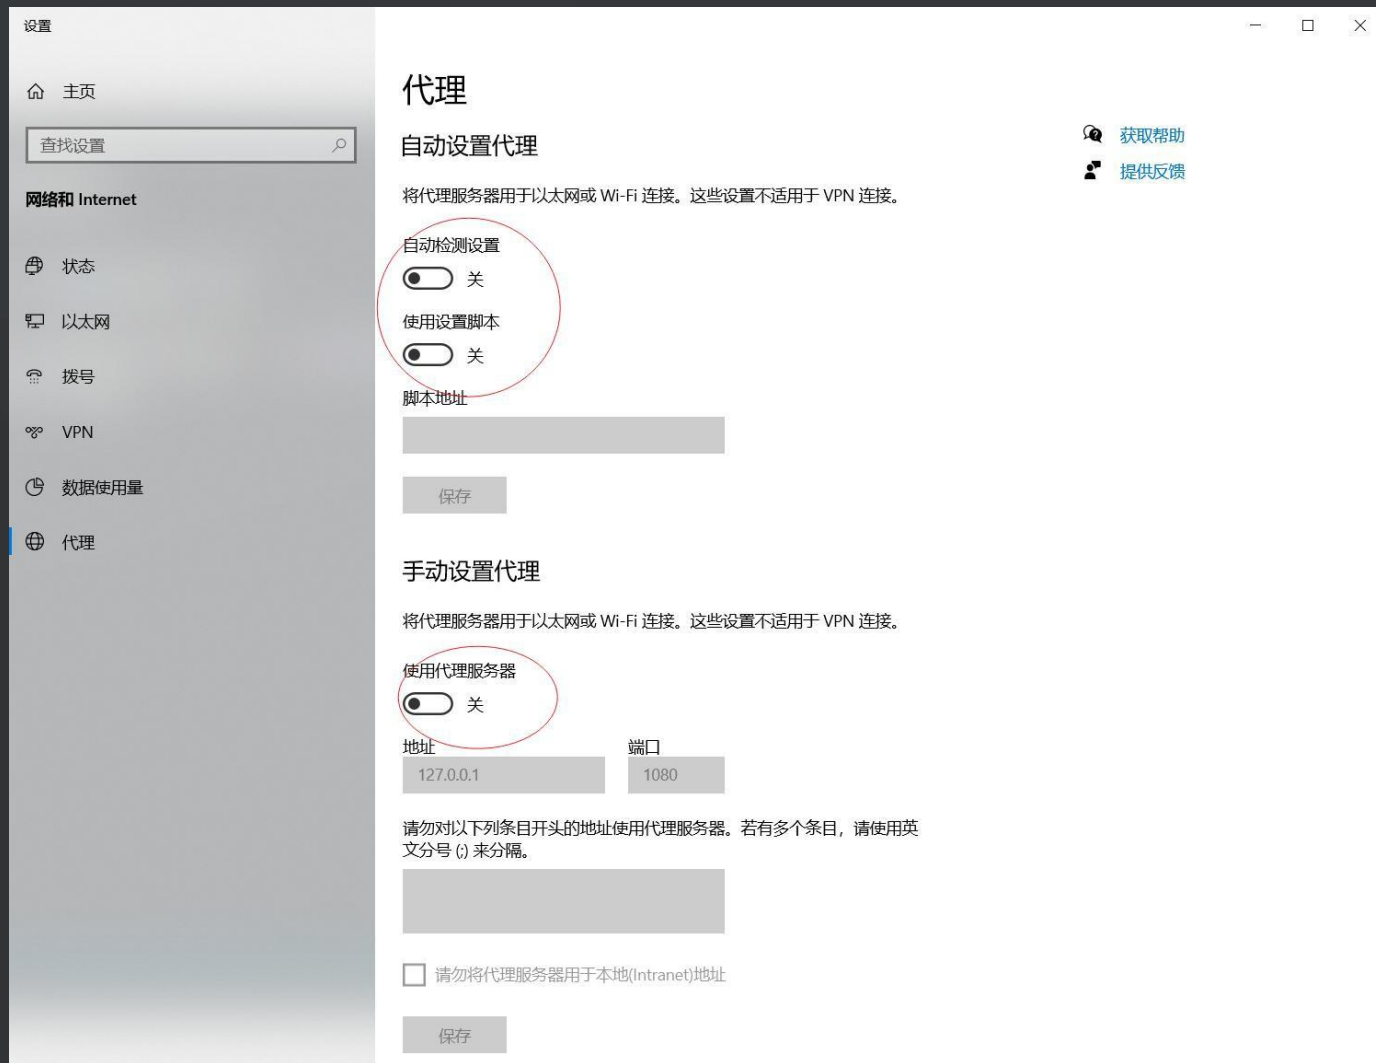 设置
主页
查找设置
网络和 Internet
状态
以太网
拨号
VPN
数据使用量
代理
代理
自动设置代理
将代理服务器用于以太网或 Wi-Fi 连接。这些设置不适用于 VPN 连接。
自动检测设置
关
使用设置脚本
关
脚本地址
保存
手动设置代理
将代理服务器用于以太网或 Wi-Fi 连接。这些设置不适用于 VPN 连接。
使用代理服务器
关
地址 端口
127.0.0.1 1080
请勿对以下列条目开头的地址使用代理服务器。若有多个条目，请使用英
文分号 (;) 来分隔。
请勿将代理服务器用于本地(Intranet)地址
保存
获取帮助
提供反馈